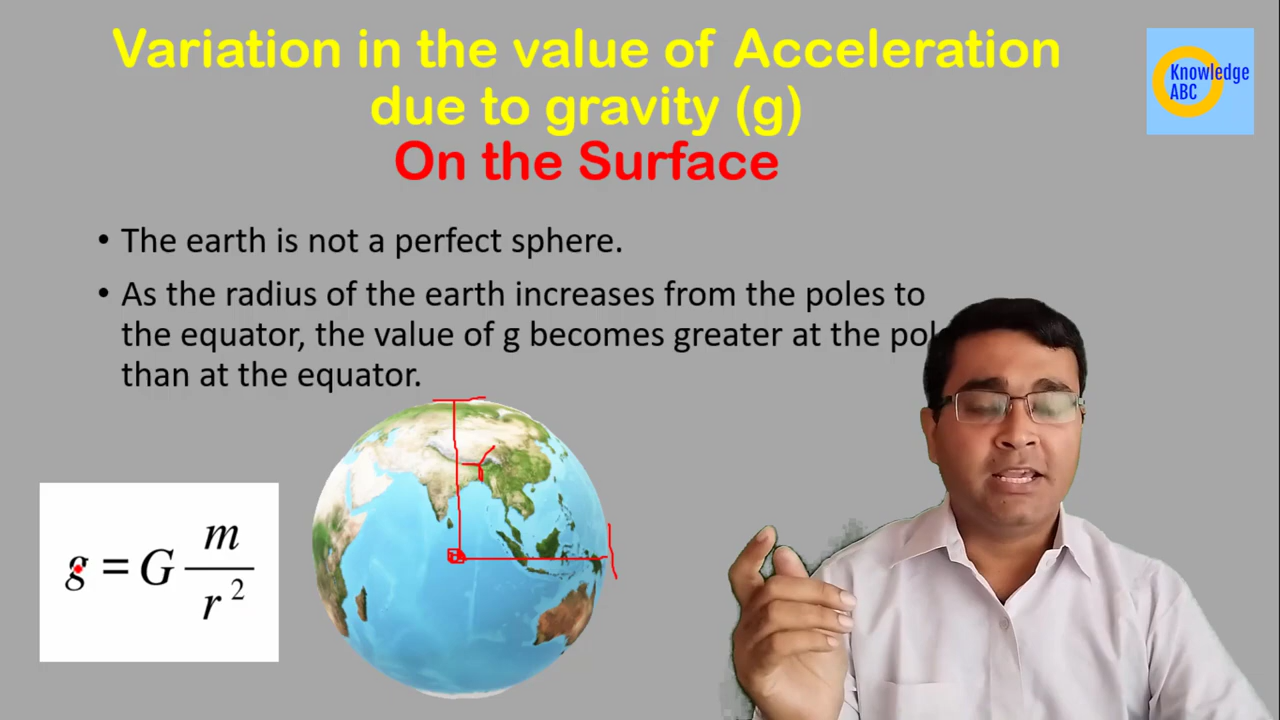 Variation in the value of Acceleration
due to gravity (g)
On the Surface
Knowledge
ABC
• The earth is not a perfect sphere.
• As the radius of the earth increases from the poles to
the equator, the value of g becomes greater at the
than at the equator.
g = G m / r²